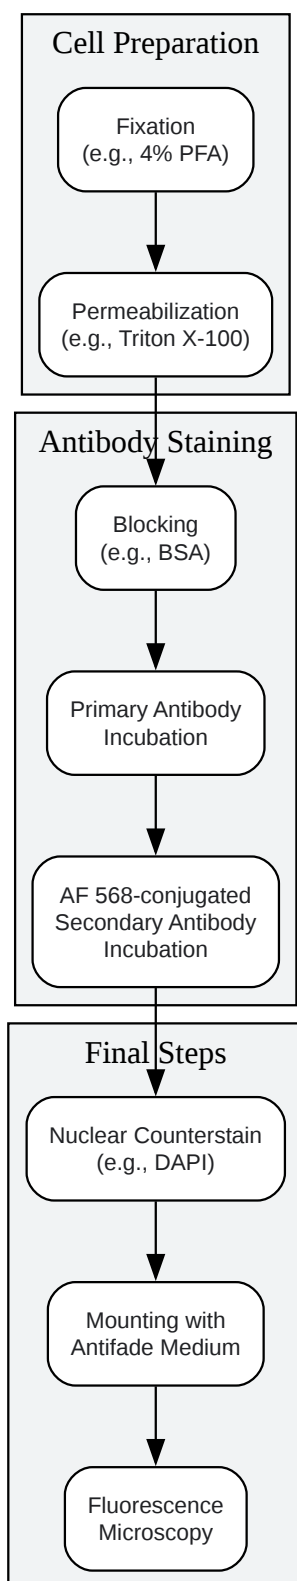 Cell Preparation
Fixation
(e.g., 4% PFA)
Permeabilization
(e.g., Triton X-100)
Antibody Staining
Blocking
(e.g., BSA)
Primary Antibody
Incubation
AF 568-conjugated
Secondary Antibody
Incubation
Final Steps
Nuclear Counterstain
(e.g., DAPI)
Mounting with
Antifade Medium
Fluorescence
Microscopy